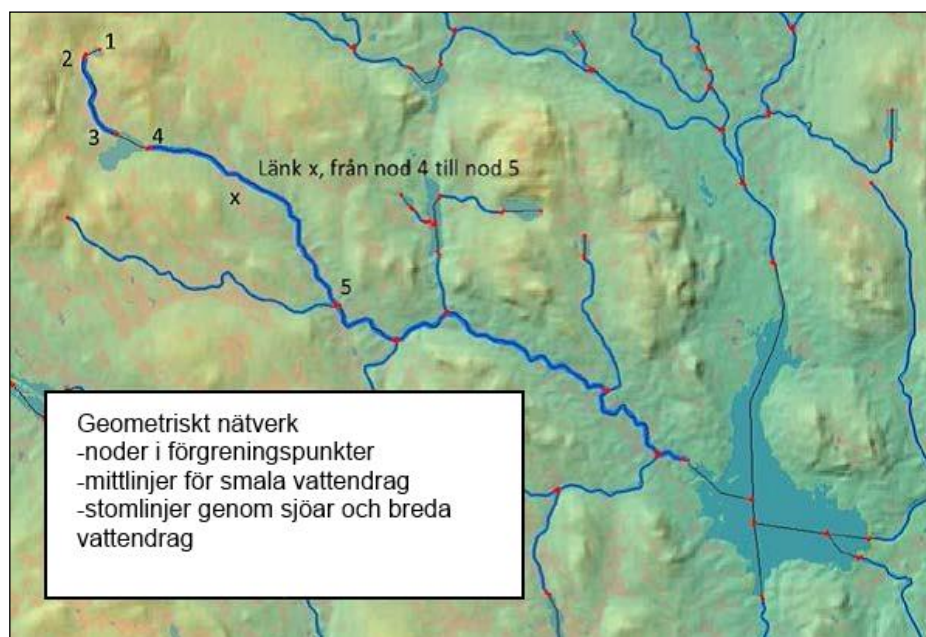 1
2
3
4
Länk x, från nod 4 till nod 5
x
5
Geometriskt nätverk
-noder i förgreningspunkter
-mittlinjer för smala vattendrag
-stomlinjer genom sjöar och breda
vattendrag